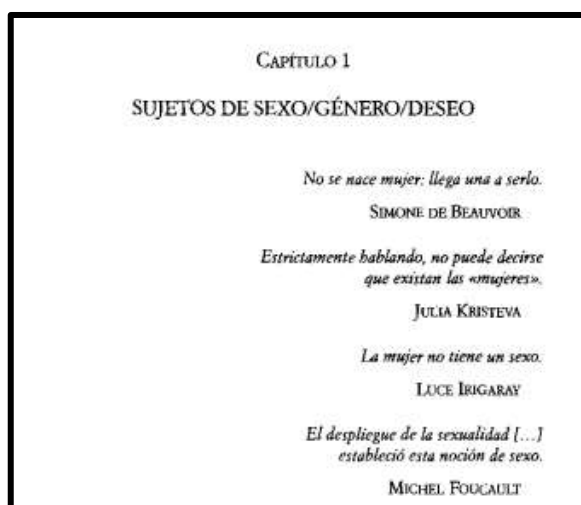 CAPÍTULO 1
SUJETOS DE SEXO/GÉNERO/DESEO
No se nace mujer: llega una a serlo.
SIMONE DE BEAUVOIR
Estrictamente hablando, no puede decirse
que existan las «mujeres».
JULIA KRISTEVA
La mujer no tiene un sexo.
LUCE IRIGARAY
El despliegue de la sexualidad [...]
estableció esta noción de sexo.
MICHEL FOUCAULT